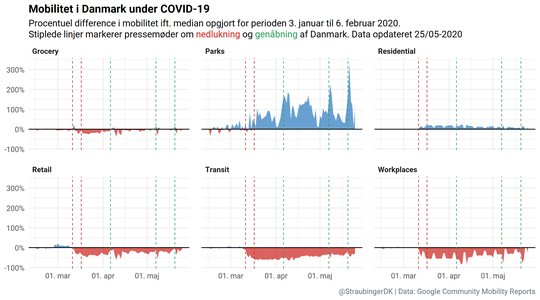 Mobilitet i Danmark under COVID-19
Procentuel difference i mobilitet ift. median opgjort for perioden 3. januar til 6. februar 2020.
Stiplede linjer markerer pressemøder om nedlukning og genåbning af Danmark. Data opdateret 25/05-2020
Grocery Parks Residential
300%
200%
100%
0%
-100%
Retail Transit Workplaces
300%
200%
100%
0%
-100%
01. mar 01. apr 01. maj 01. mar 01. apr 01. maj 01. mar 01. apr 01. maj
@StraubingerDK | Data: Google Community Mobility Reports